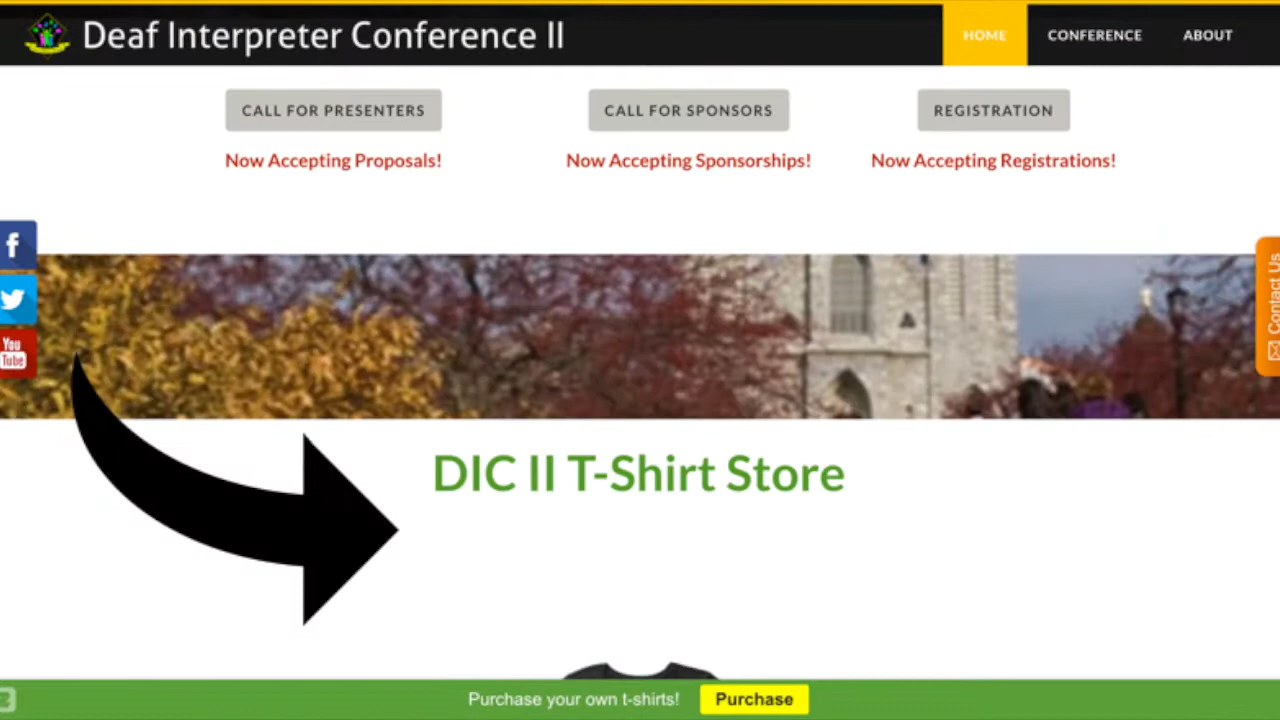 Deaf Interpreter Conference II
HOME CONFERENCE ABOUT
CALL FOR PRESENTERS CALL FOR SPONSORS REGISTRATION
Now Accepting Proposals! Now Accepting Sponsorships! Now Accepting Registrations!
f
You
Tube
Contact Us
DIC II T-Shirt Store
Purchase your own t-shirts! Purchase